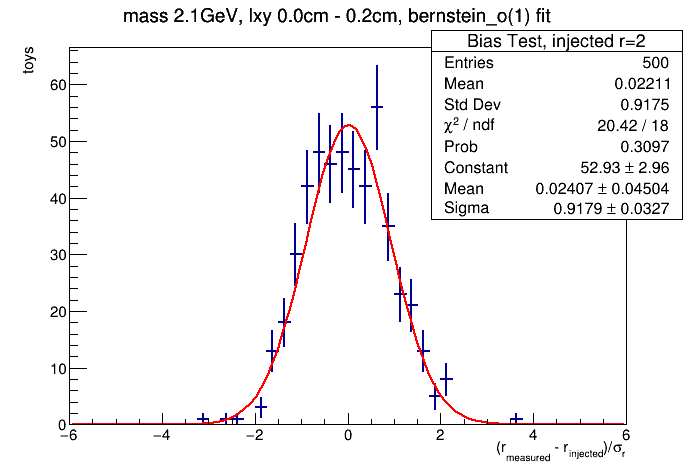 mass 2.1GeV, lxy 0.0cm - 0.2cm, bernstein_o(1) fit
toys
Bias Test, injected r=2
Entries 500
Mean 0.02211
Std Dev 0.9175
χ² / ndf 20.42 / 18
Prob 0.3097
Constant 52.93 ± 2.96
Mean 0.02407 ± 0.04504
Sigma 0.9179 ± 0.0327
60
50
40
30
20
10
0
−6 −4 −2 0 2 4 6
(r_measured - r_injected)/σ_r